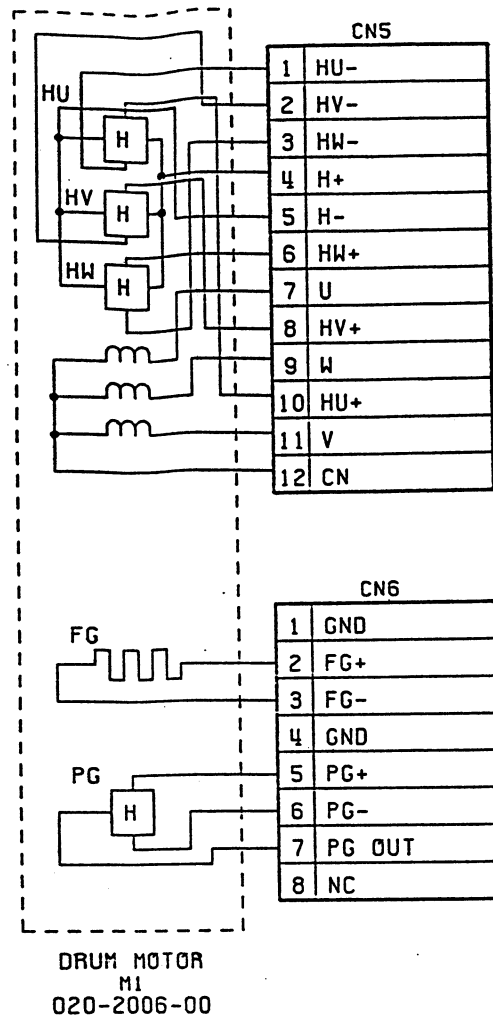 CN5
1 HU-
2 HV-
3 HW-
4 H+
5 H-
6 HW+
7 U
8 HV+
9 W
10 HU+
11 V
12 CN
HU
H
HV
H
HW
H
CN6
1 GND
2 FG+
3 FG-
4 GND
5 PG+
6 PG-
7 PG OUT
8 NC
FG
PG
H
DRUM MOTOR
M1
020-2006-00